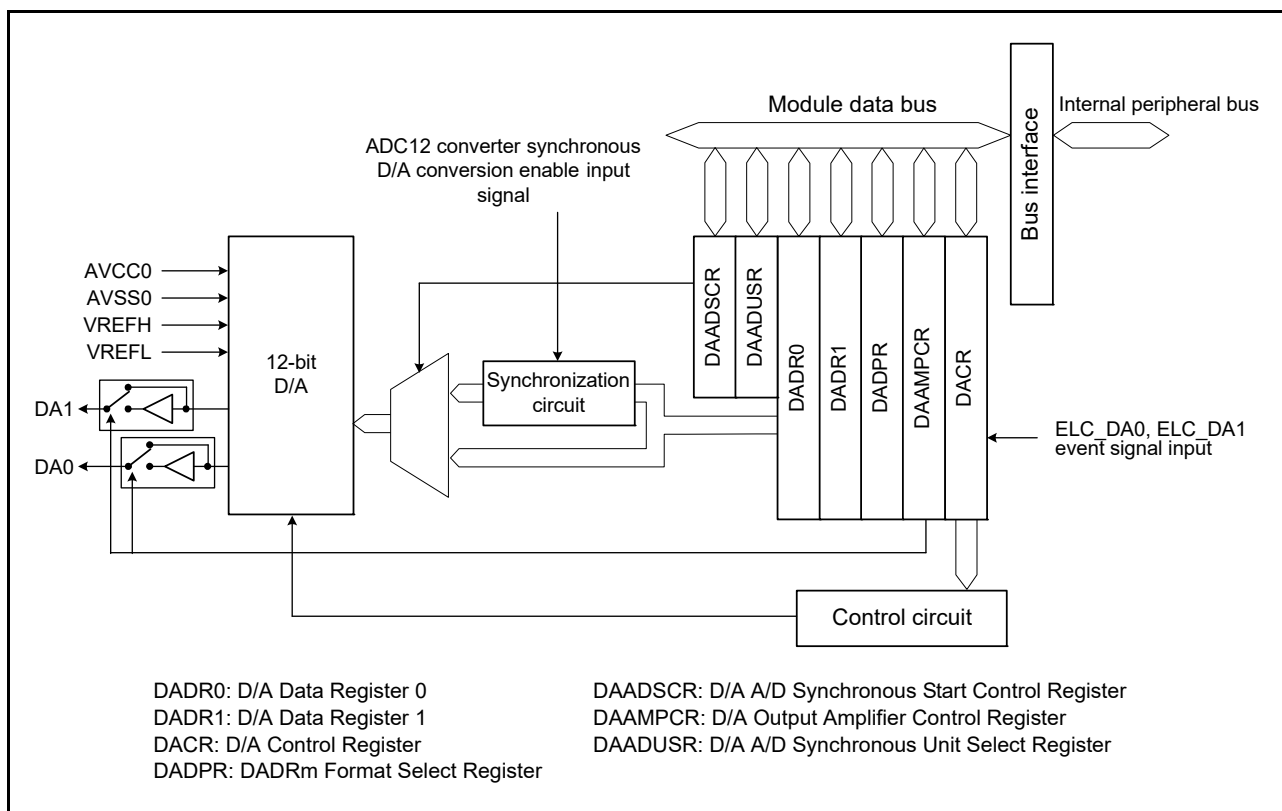 Module data bus
Internal peripheral bus
Bus interface
ADC12 converter synchronous
D/A conversion enable input
signal
AVCC0
AVSS0
VREFH
VREFL
12-bit
D/A
Synchronization
circuit
DAADSCR
DAADUSR
DADR0
DADR1
DADPR
DAAMPCR
DACR
DA1
DA0
ELC_DA0, ELC_DA1
event signal input
Control circuit
DADR0: D/A Data Register 0
DADR1: D/A Data Register 1
DACR: D/A Control Register
DADPR: DADRm Format Select Register
DAADSCR: D/A A/D Synchronous Start Control Register
DAAMPCR: D/A Output Amplifier Control Register
DAADUSR: D/A A/D Synchronous Unit Select Register